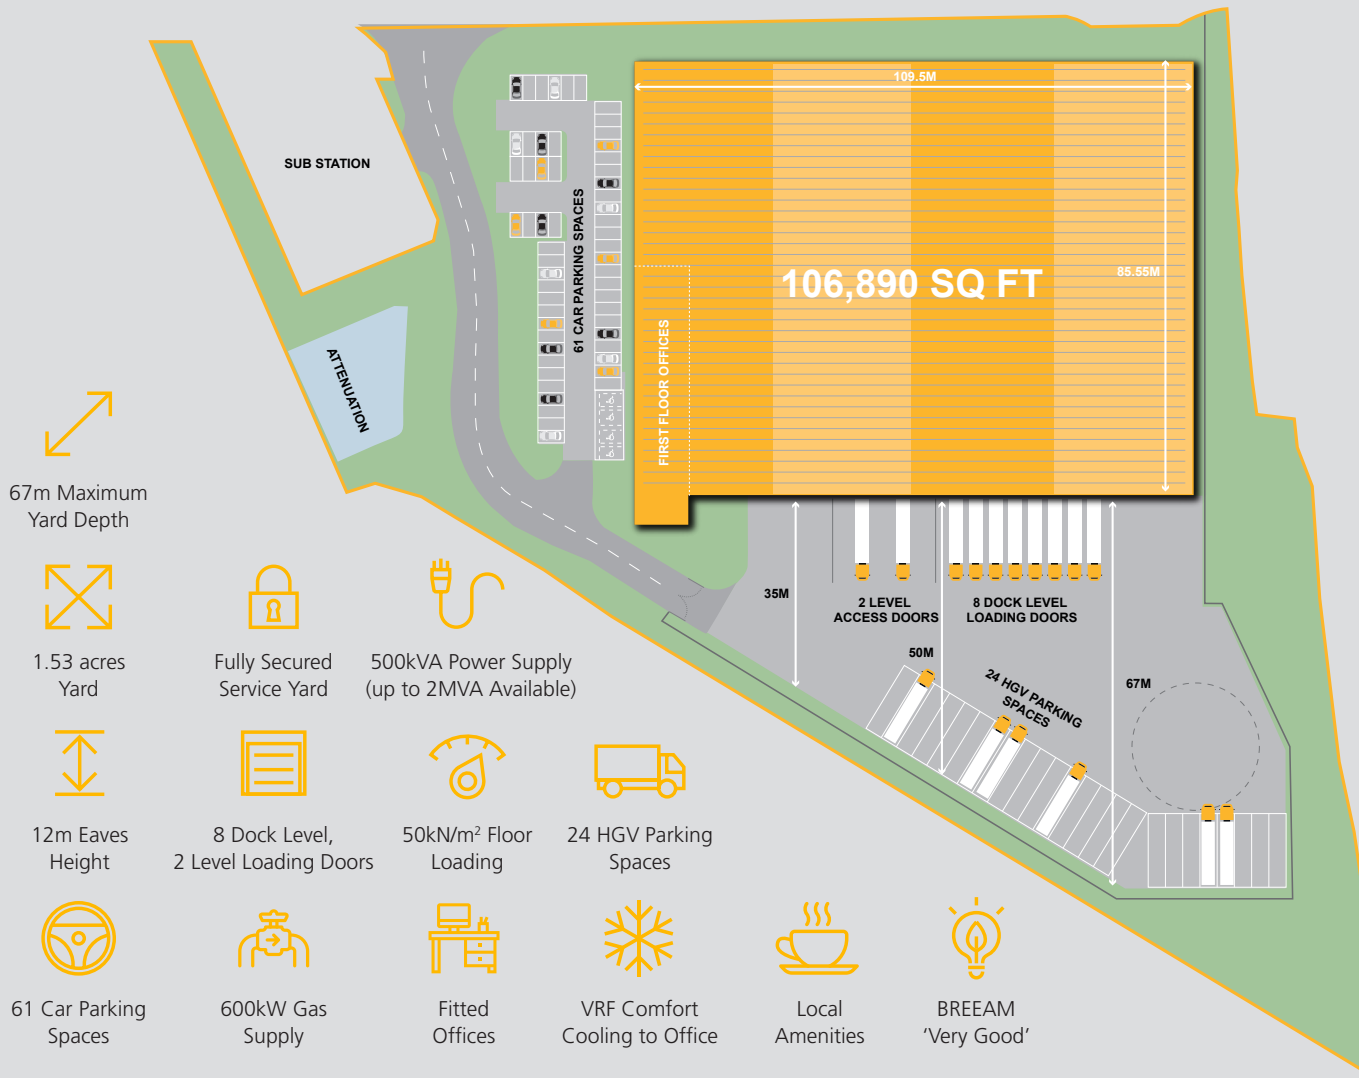 109.5M
SUB STATION
61 CAR PARKING SPACES
106,890 SQ FT
85.55M
FIRST FLOOR OFFICES
ATTENUATION
35M
2 LEVEL
ACCESS DOORS
8 DOCK LEVEL
LOADING DOORS
50M
24 HGV PARKING
SPACES
67M
67m Maximum
Yard Depth
1.53 acres
Yard
Fully Secured
Service Yard
500kVA Power Supply
(up to 2MVA Available)
12m Eaves
Height
8 Dock Level,
2 Level Loading Doors
50kN/m² Floor
Loading
24 HGV Parking
Spaces
61 Car Parking
Spaces
600kW Gas
Supply
Fitted
Offices
VRF Comfort
Cooling to Office
Local
Amenities
BREEAM
‘Very Good’